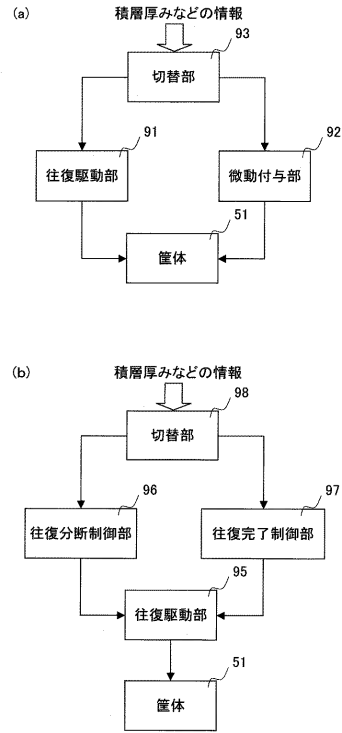 (a)
積層厚みなどの情報
93
切替部
91
92
往復駆動部
微動付与部
51
筐体
(b)
積層厚みなどの情報
98
切替部
96
97
往復分断制御部
往復完了制御部
95
往復駆動部
51
筐体